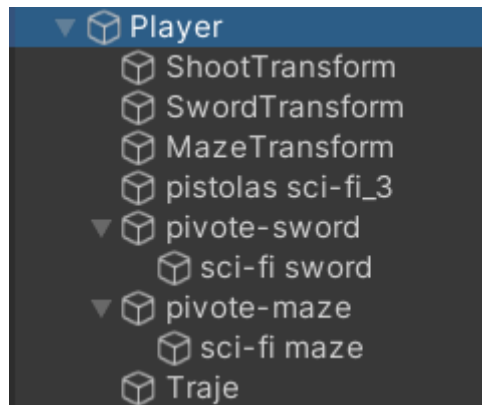 Player
ShootTransform
SwordTransform
MazeTransform
pistolas sci-fi_3
pivote-sword
sci-fi sword
pivote-maze
sci-fi maze
Traje